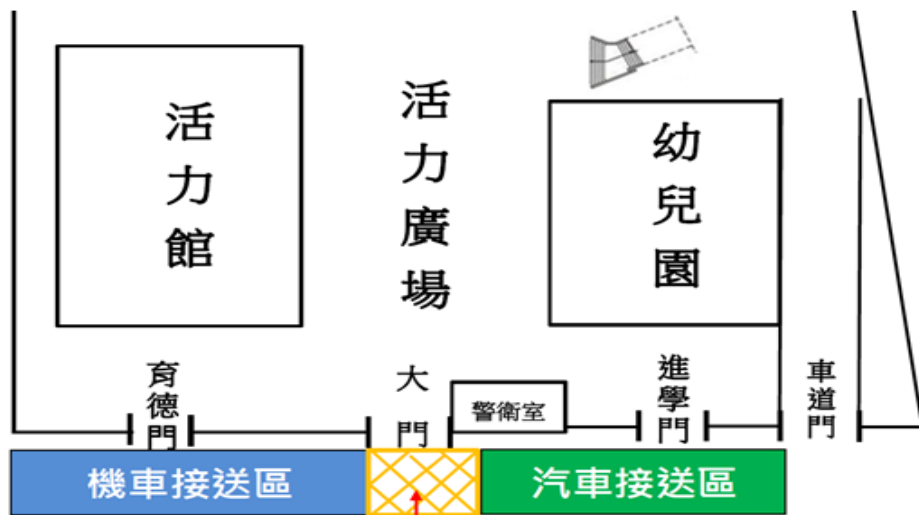 活力館
活力廣場
幼兒園
育德門
大門
警衛室
進學門
車道門
機車接送區
汽車接送區